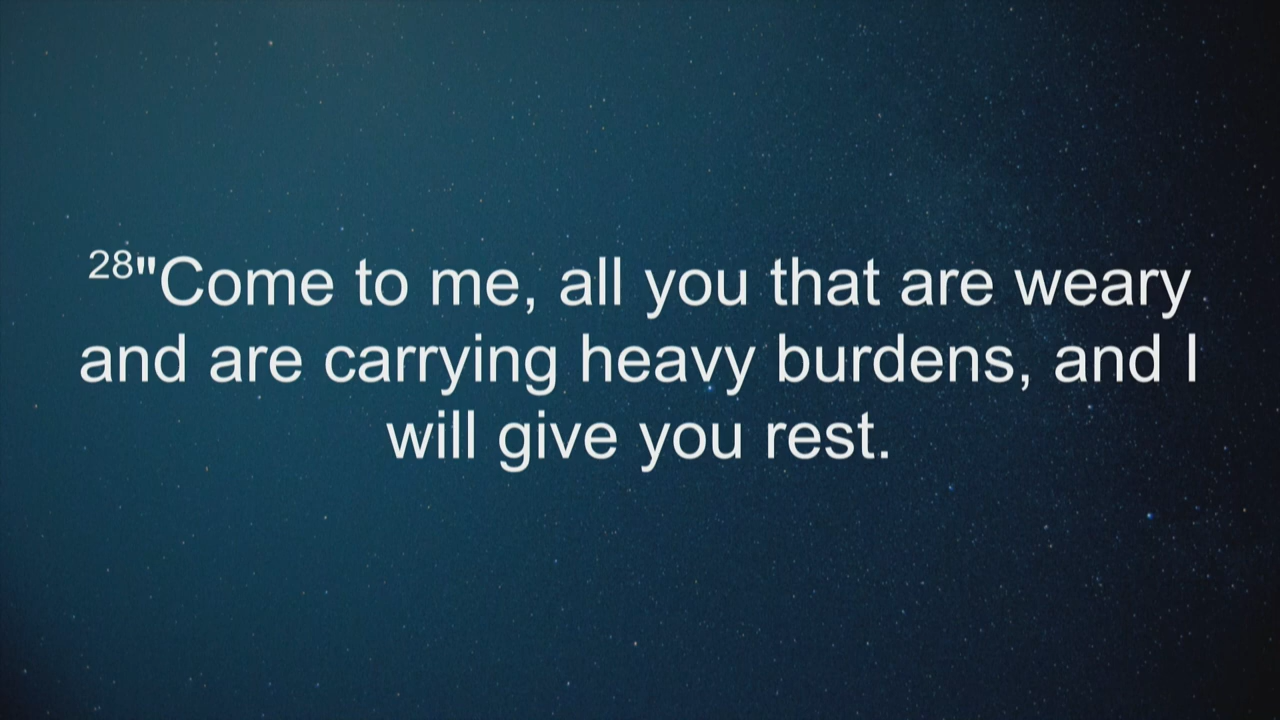 28"Come to me, all you that are weary
and are carrying heavy burdens, and I
will give you rest.